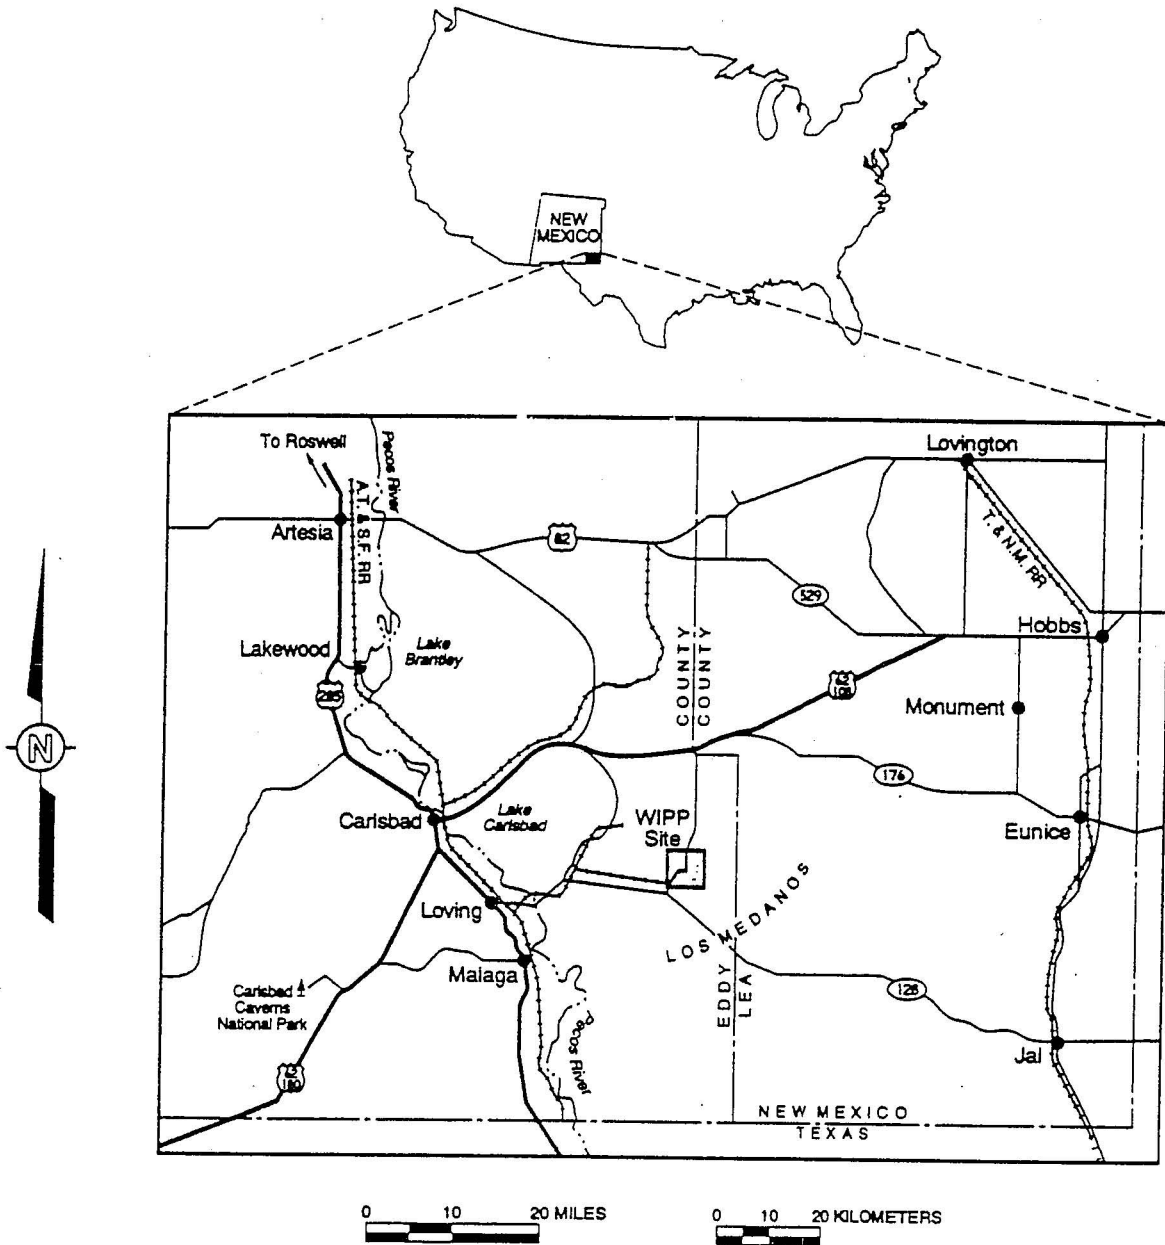 NEW
MEXICO
To Roswell
Pecos River
Lovington
A.T. & S.F. RR
Artesia
82
T. & N.M. RR
529
Hobbs
Lakewood
Lake
Brantley
285
COUNTY
COUNTY
Monument
176
Carlsbad
Lake
Carlsbad
WIPP
Site
Eunice
Loving
LOS MEDANOS
Malaga
EDDY
LEA
128
Carlsbad
Caverns
National Park
Pecos River
Jal
180
NEW MEXICO
TEXAS
N
0 10 20 MILES
0 10 20 KILOMETERS